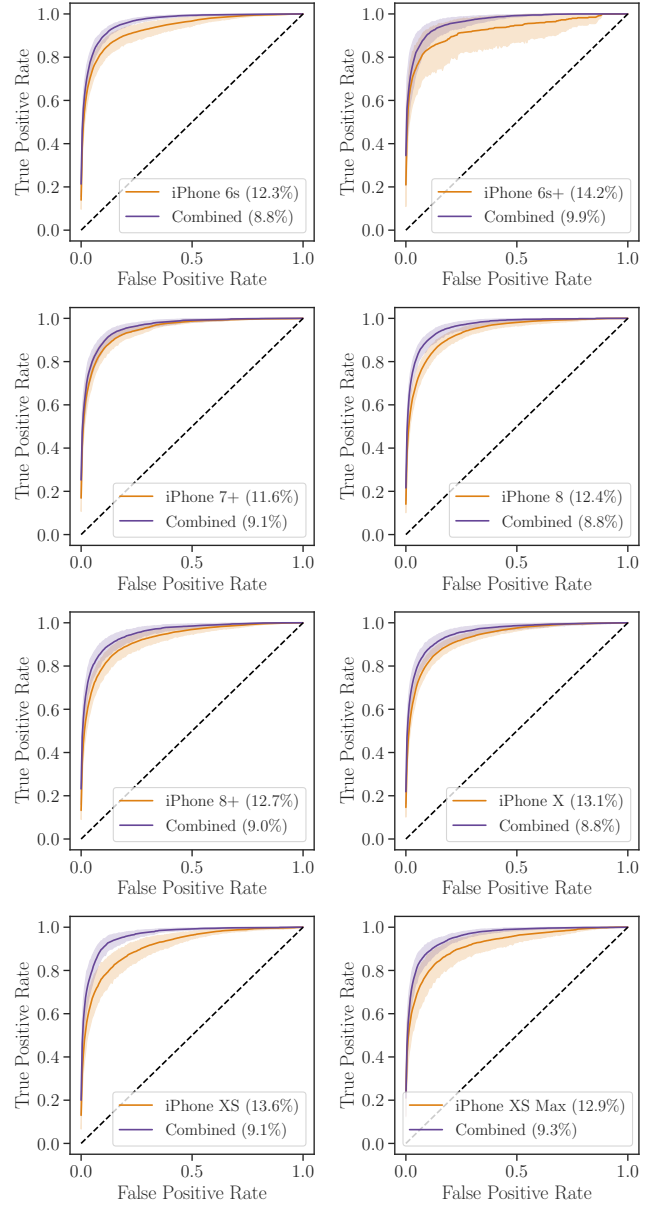 1.0
0.8
0.6
0.4
0.2
0.0
True Positive Rate
iPhone 6s (12.3%)
Combined (8.8%)
0.0 0.5 1.0
False Positive Rate
1.0
0.8
0.6
0.4
0.2
0.0
True Positive Rate
iPhone 6s+ (14.2%)
Combined (9.9%)
0.0 0.5 1.0
False Positive Rate
1.0
0.8
0.6
0.4
0.2
0.0
True Positive Rate
iPhone 7+ (11.6%)
Combined (9.1%)
0.0 0.5 1.0
False Positive Rate
1.0
0.8
0.6
0.4
0.2
0.0
True Positive Rate
iPhone 8 (12.4%)
Combined (8.8%)
0.0 0.5 1.0
False Positive Rate
1.0
0.8
0.6
0.4
0.2
0.0
True Positive Rate
iPhone 8+ (12.7%)
Combined (9.0%)
0.0 0.5 1.0
False Positive Rate
1.0
0.8
0.6
0.4
0.2
0.0
True Positive Rate
iPhone X (13.1%)
Combined (8.8%)
0.0 0.5 1.0
False Positive Rate
1.0
0.8
0.6
0.4
0.2
0.0
True Positive Rate
iPhone XS (13.6%)
Combined (9.1%)
0.0 0.5 1.0
False Positive Rate
1.0
0.8
0.6
0.4
0.2
0.0
True Positive Rate
iPhone XS Max (12.9%)
Combined (9.3%)
0.0 0.5 1.0
False Positive Rate